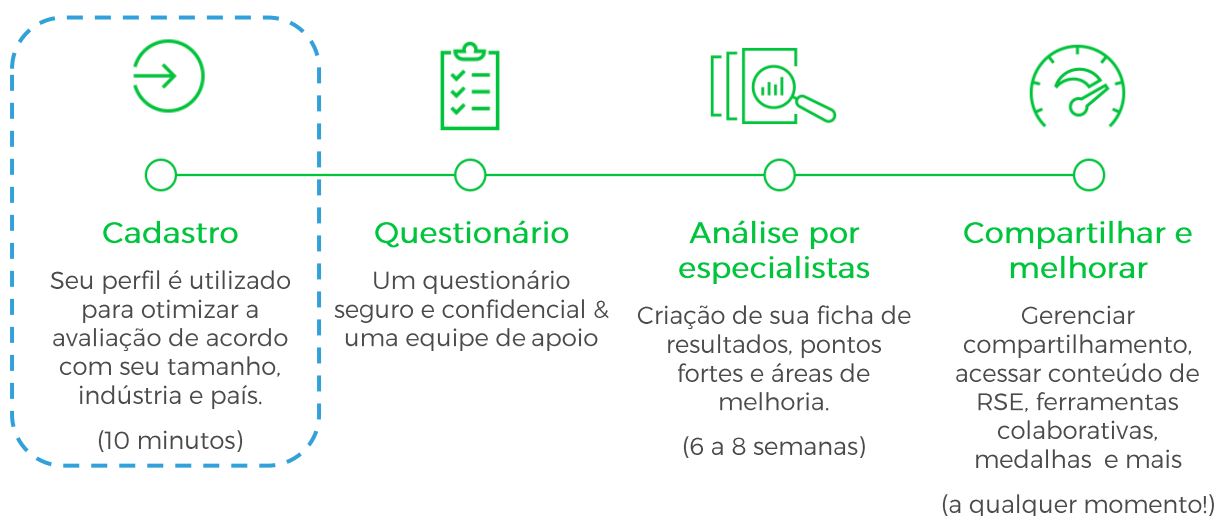 Cadastro
Seu perfil é utilizado
para otimizar a
avaliação de acordo
com seu tamanho,
indústria e país.
(10 minutos)
Questionário
Um questionário
seguro e confidencial &
uma equipe de apoio
Análise por
especialistas
Criação de sua ficha de
resultados, pontos
fortes e áreas de
melhoria.
(6 a 8 semanas)
Compartilhar e
melhorar
Gerenciar
compartilhamento,
acessar conteúdo de
RSE, ferramentas
colaborativas,
medalhas e mais
(a qualquer momento!)